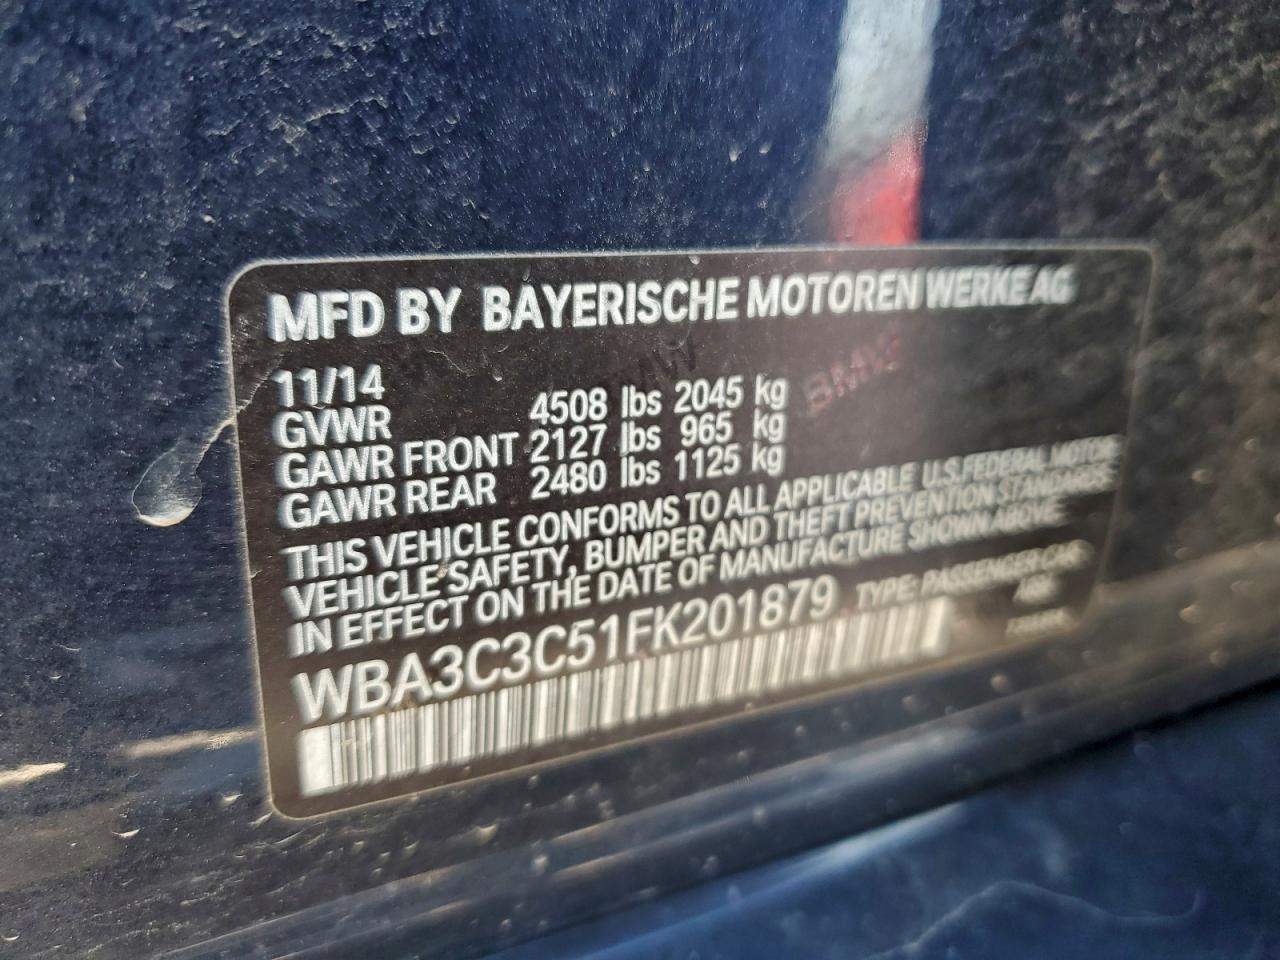 MFD BY BAYERISCHE MOTOREN WERKE AG
11/14
GVWR 4508 lbs 2045 kg
GAWR FRONT 2127 lbs 965 kg
GAWR REAR 2480 lbs 1125 kg
THIS VEHICLE CONFORMS TO ALL APPLICABLE U.S.FEDERAL MOTOR
VEHICLE SAFETY, BUMPER AND THEFT PREVENTION STANDARDS
IN EFFECT ON THE DATE OF MANUFACTURE SHOWN ABOVE.
WBA3C3C51FK201879 TYPE: PASSENGER CAR
BMW